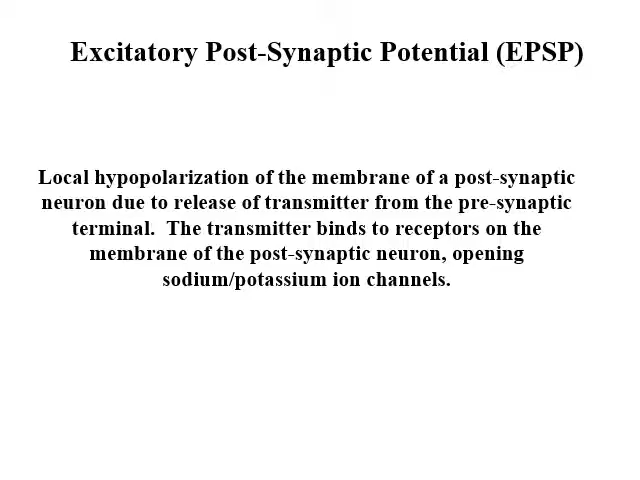 Excitatory Post-Synaptic Potential (EPSP)
Local hypopolarization of the membrane of a post-synaptic
neuron due to release of transmitter from the pre-synaptic
terminal.  The transmitter binds to receptors on the
membrane of the post-synaptic neuron, opening
sodium/potassium ion channels.